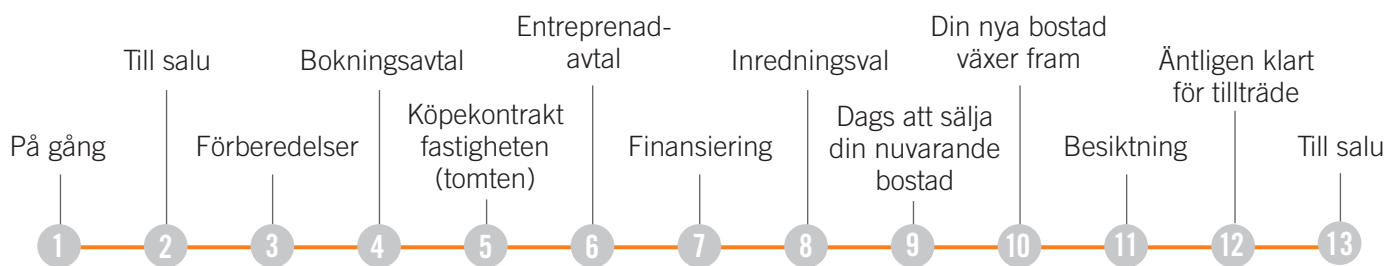 På gång
1
Till salu
2
Förberedelser
3
Bokningsavtal
4
Köpekontrakt
fastigheten
(tomten)
5
Entreprenad-
avtal
6
Finansiering
7
Inredningsval
8
Dags att sälja
din nuvarande
bostad
9
Din nya bostad
växer fram
10
Besiktning
11
Äntligen klart
för tillträde
12
Till salu
13